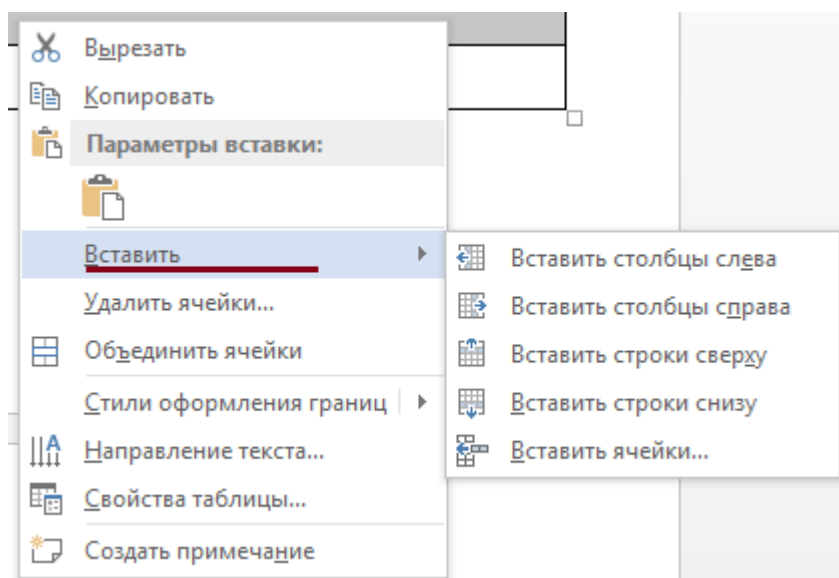 Вырезать
Копировать
Параметры вставки:
Вставить
Удалить ячейки...
Объединить ячейки
Стили оформления границ
Направление текста...
Свойства таблицы...
Создать примечание
Вставить столбцы слева
Вставить столбцы справа
Вставить строки сверху
Вставить строки снизу
Вставить ячейки...